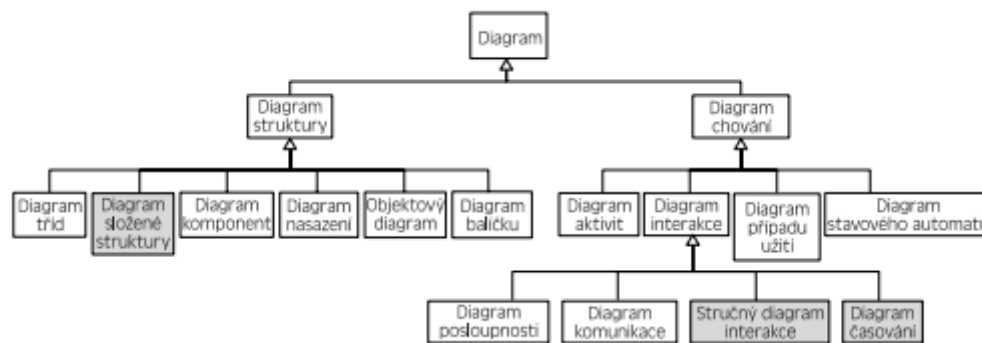 Diagram
Diagram
struktury
Diagram
chování
Diagram
tříd
Diagram
složené
struktury
Diagram
komponent
Diagram
nasazení
Objektový
diagram
Diagram
balíčku
Diagram
aktivit
Diagram
interakce
Diagram
případu
užití
Diagram
stavového automatu
Diagram
posloupnosti
Diagram
komunikace
Stručný diagram
interakce
Diagram
časování